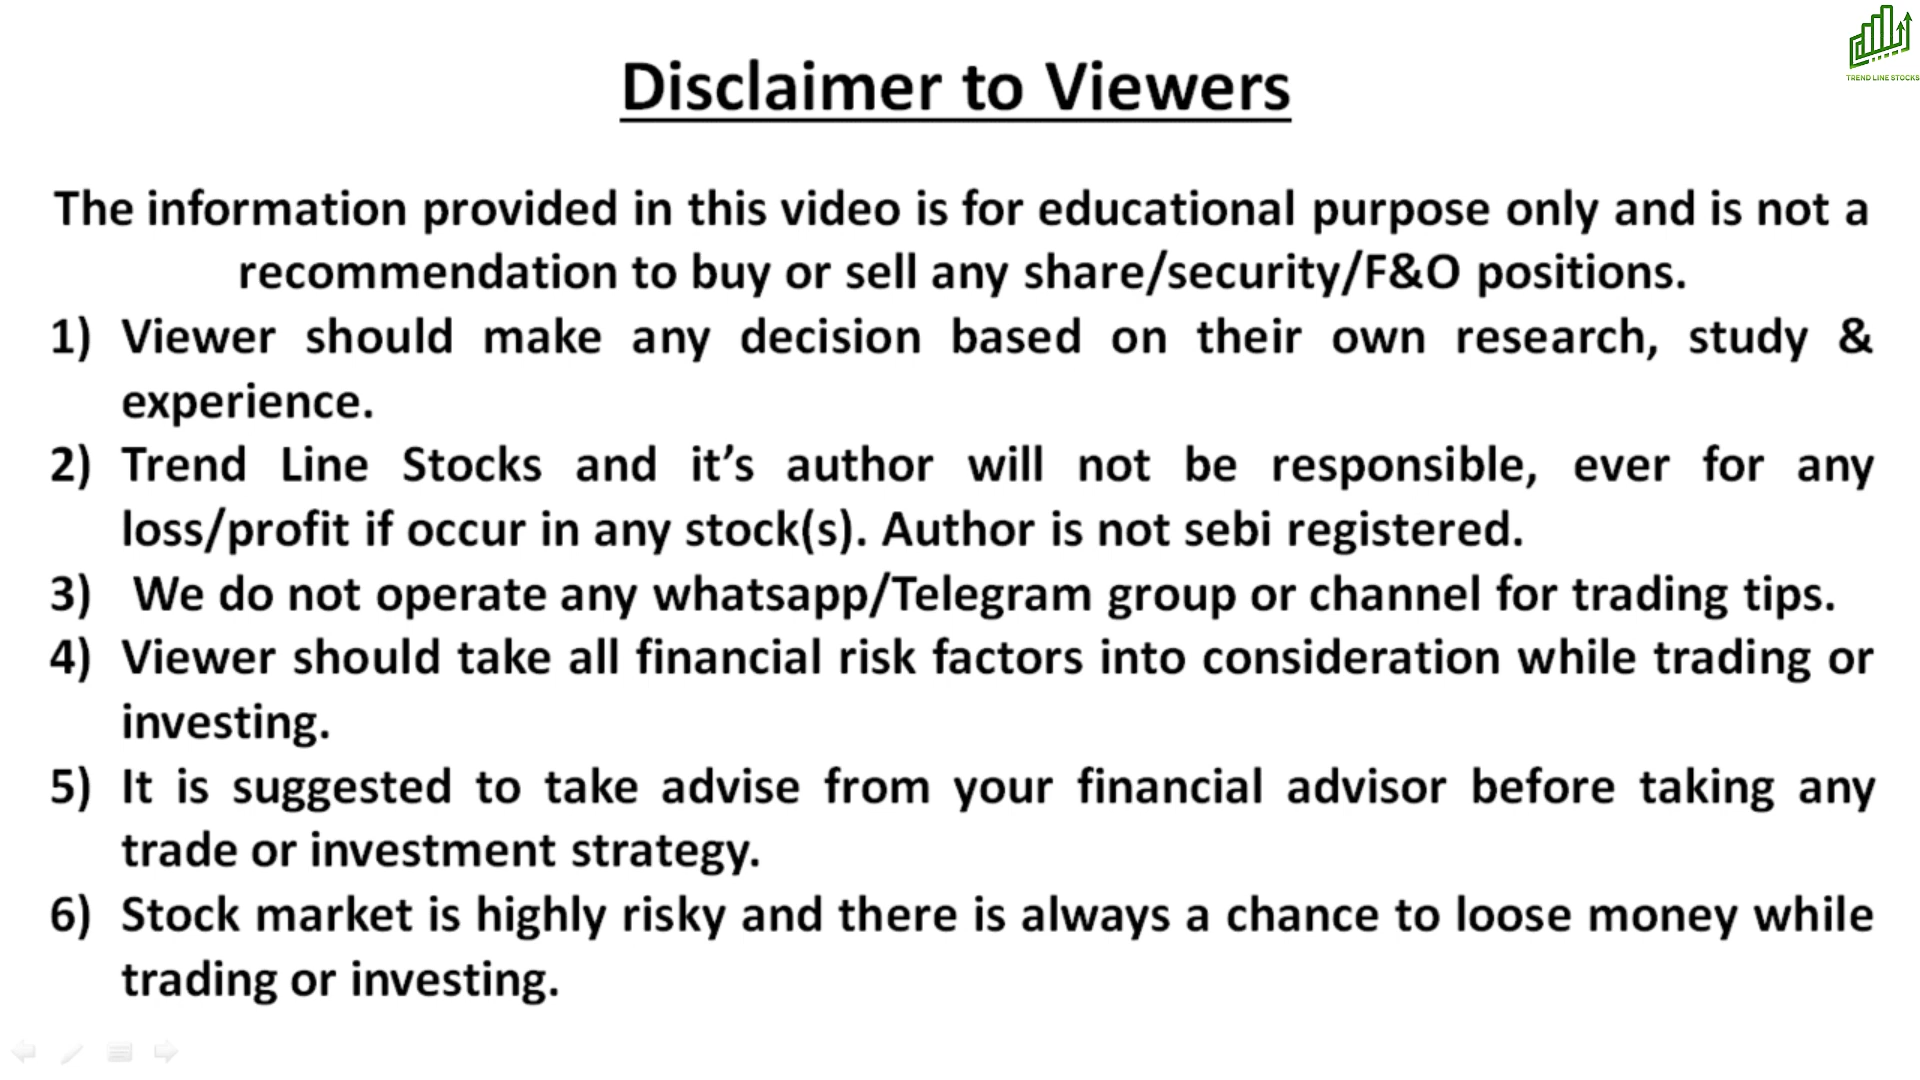 TREND LINE STOCKS
Disclaimer to Viewers
The information provided in this video is for educational purpose only and is not a
recommendation to buy or sell any share/security/F&O positions.
1) Viewer should make any decision based on their own research, study &
experience.
2) Trend Line Stocks and it’s author will not be responsible, ever for any
loss/profit if occur in any stock(s). Author is not sebi registered.
3) We do not operate any whatsapp/Telegram group or channel for trading tips.
4) Viewer should take all financial risk factors into consideration while trading or
investing.
5) It is suggested to take advise from your financial advisor before taking any
trade or investment strategy.
6) Stock market is highly risky and there is always a chance to loose money while
trading or investing.